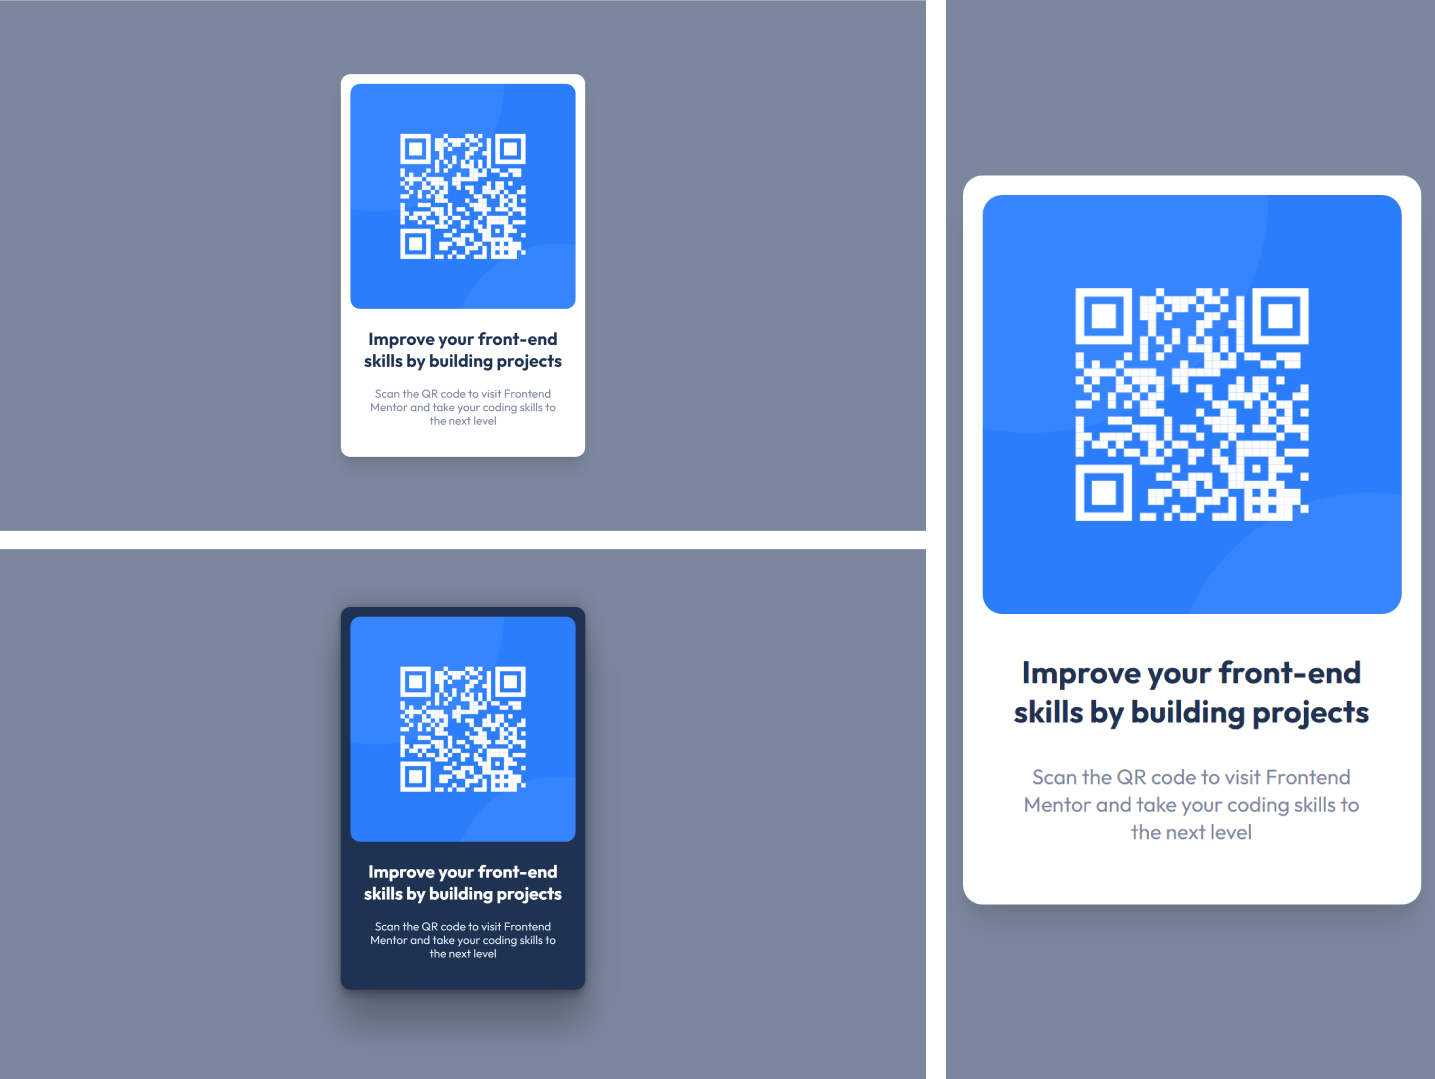 Improve your front-end
skills by building projects
Scan the QR code to visit Frontend
Mentor and take your coding skills to
the next level
Improve your front-end
skills by building projects
Scan the QR code to visit Frontend
Mentor and take your coding skills to
the next level
Improve your front-end
skills by building projects
Scan the QR code to visit Frontend
Mentor and take your coding skills to
the next level